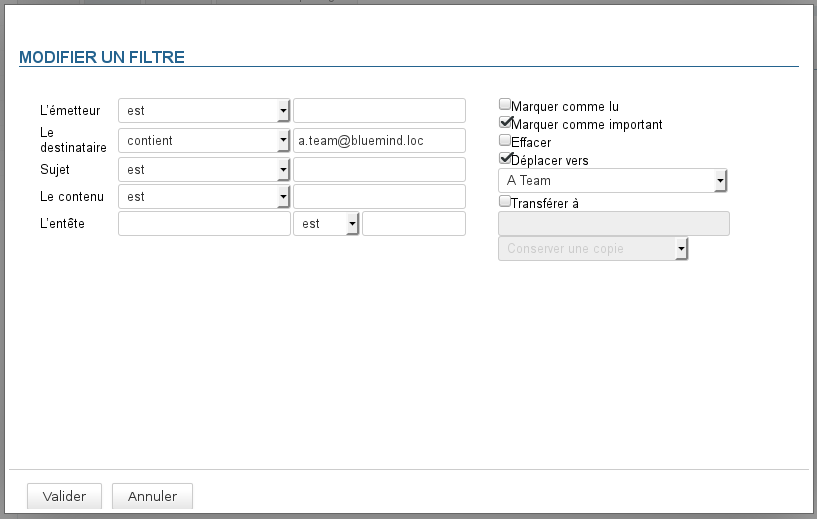 MODIFIER UN FILTRE
L'émetteur est
Le destinataire contient a.team@bluemind.loc
Sujet est
Le contenu est
L'entête est
Marquer comme lu
Marquer comme important
Effacer
Déplacer vers
A Team
Transférer à
Conserver une copie
Valider Annuler